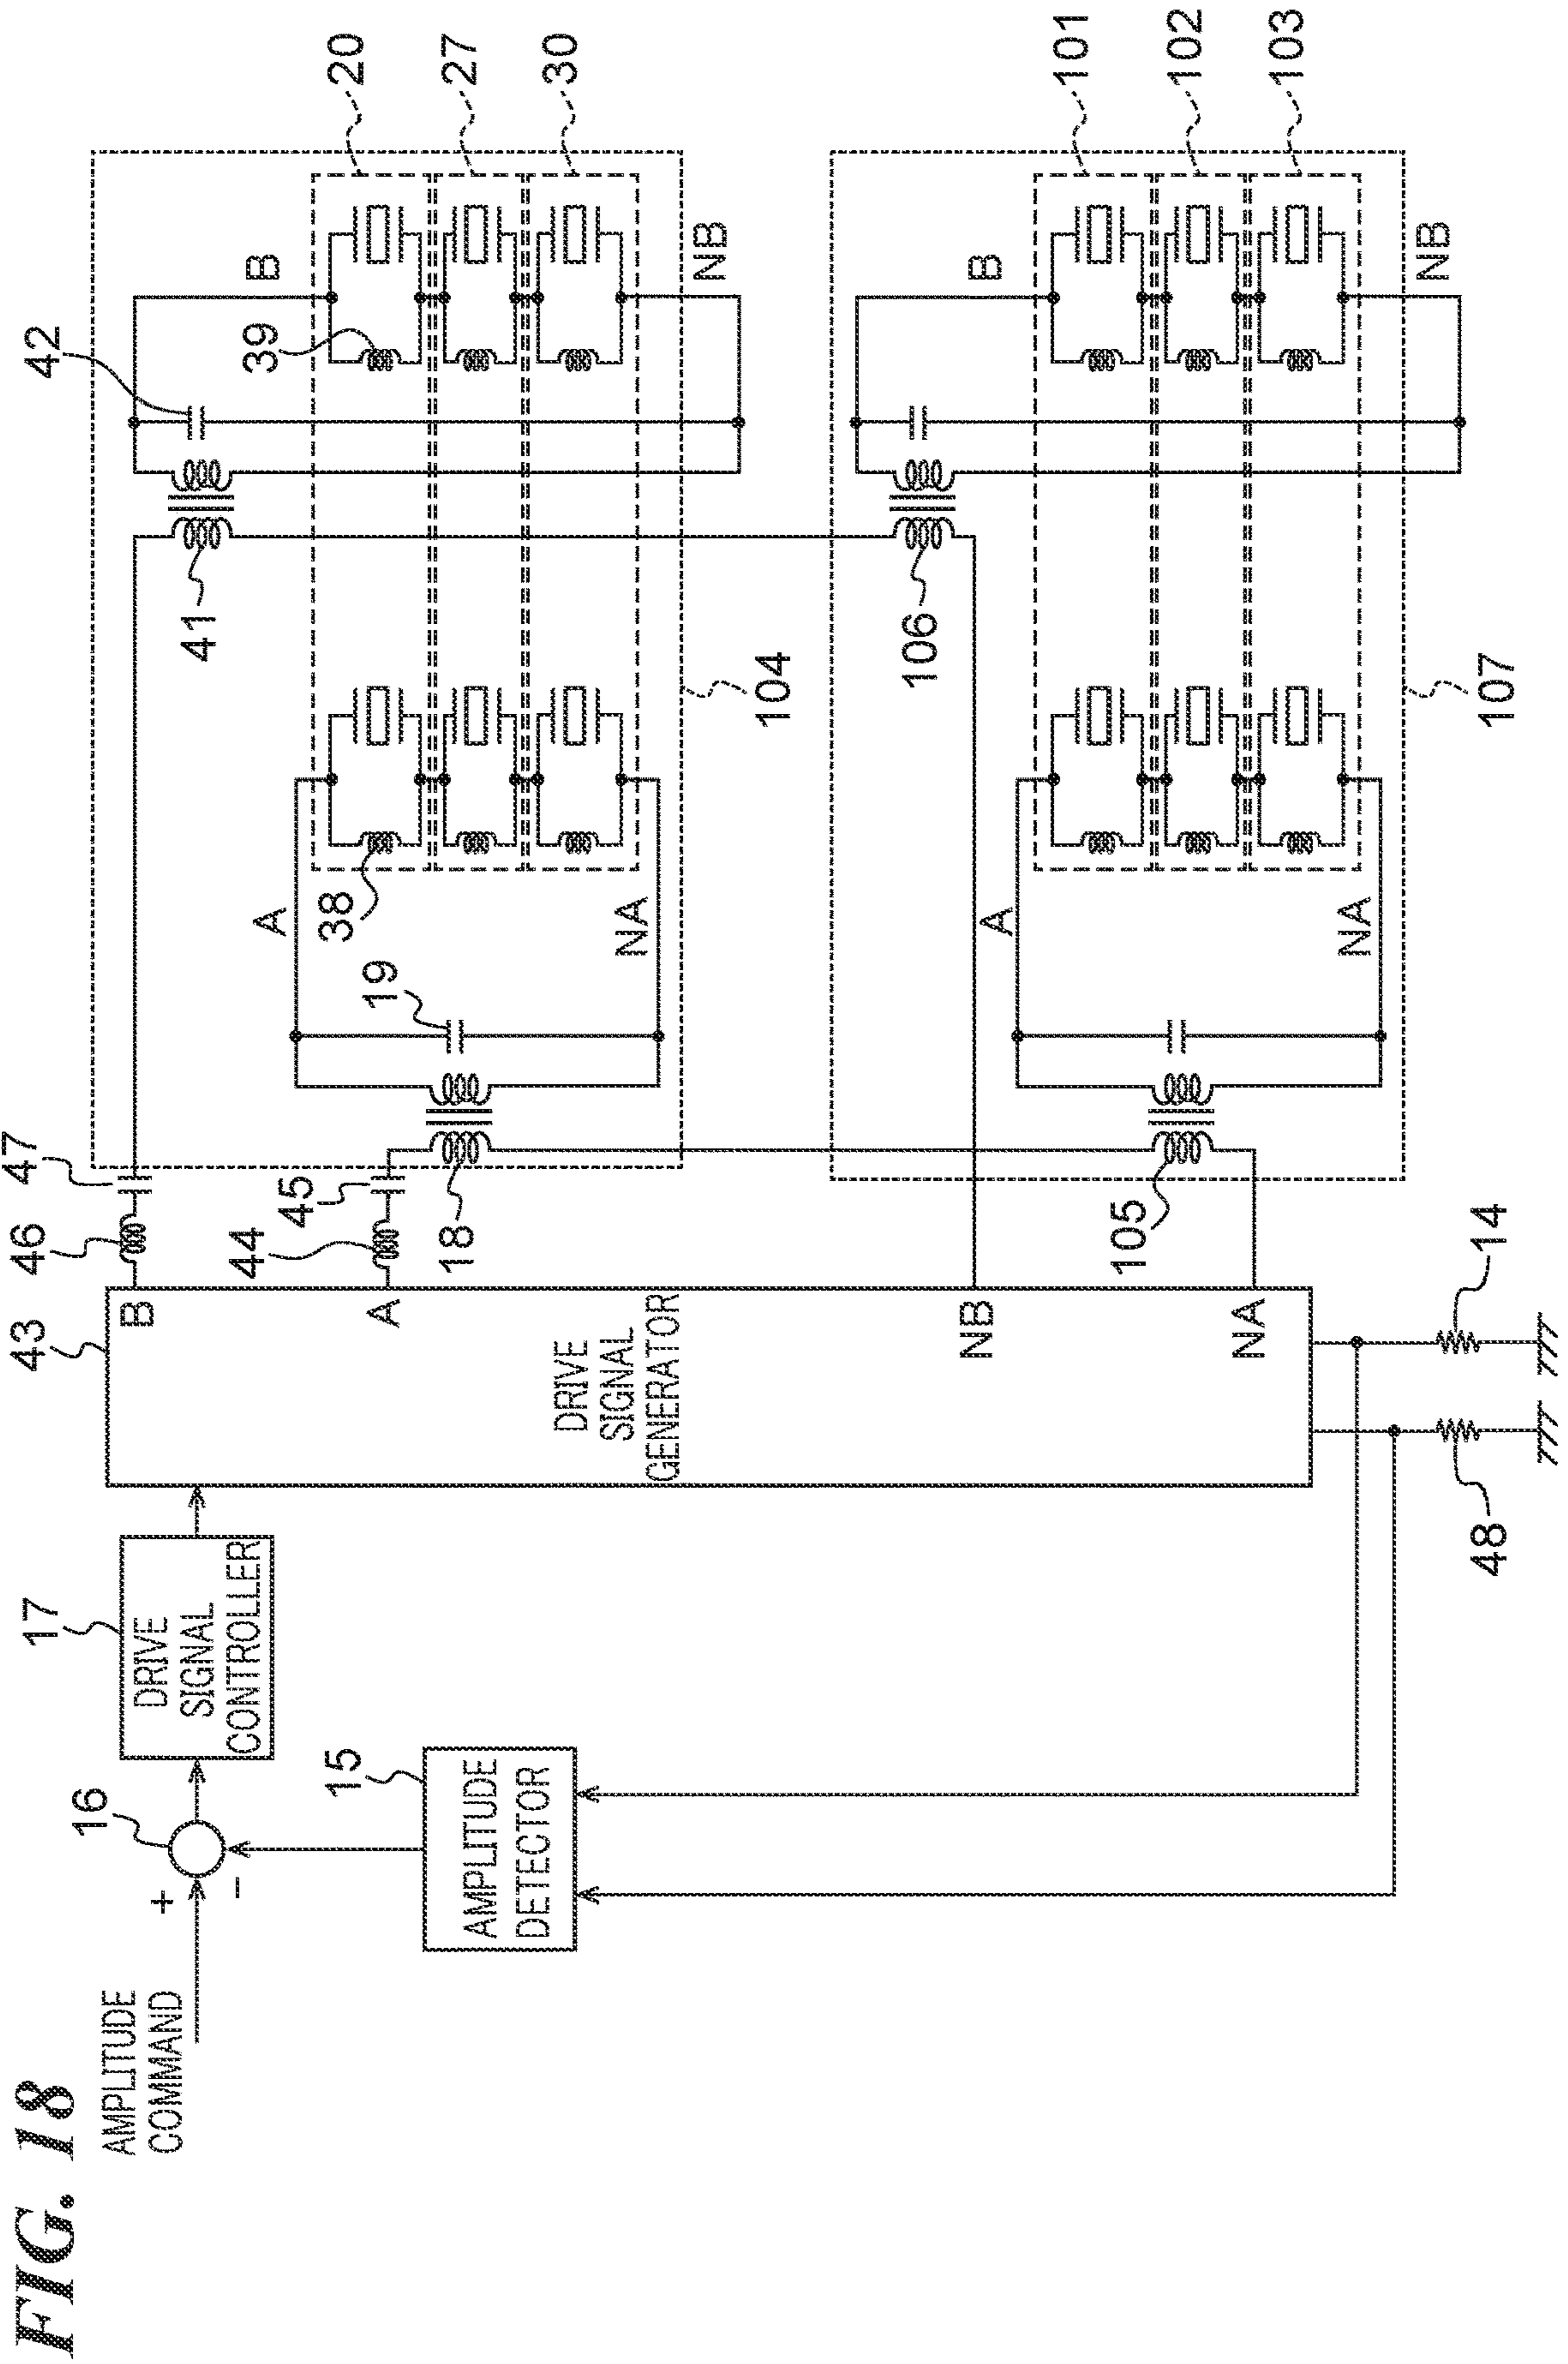 FIG. 18
AMPLITUDE
COMMAND
+
-
16
17
DRIVE
SIGNAL
CONTROLLER
15
AMPLITUDE
DETECTOR
43
DRIVE
SIGNAL
GENERATOR
B
A
NB
NA
48
14
46
47
44
45
18
105
41
106
42
19
A
NA
38
B
39
NB
20
27
30
104
A
NA
B
NB
101
102
103
107